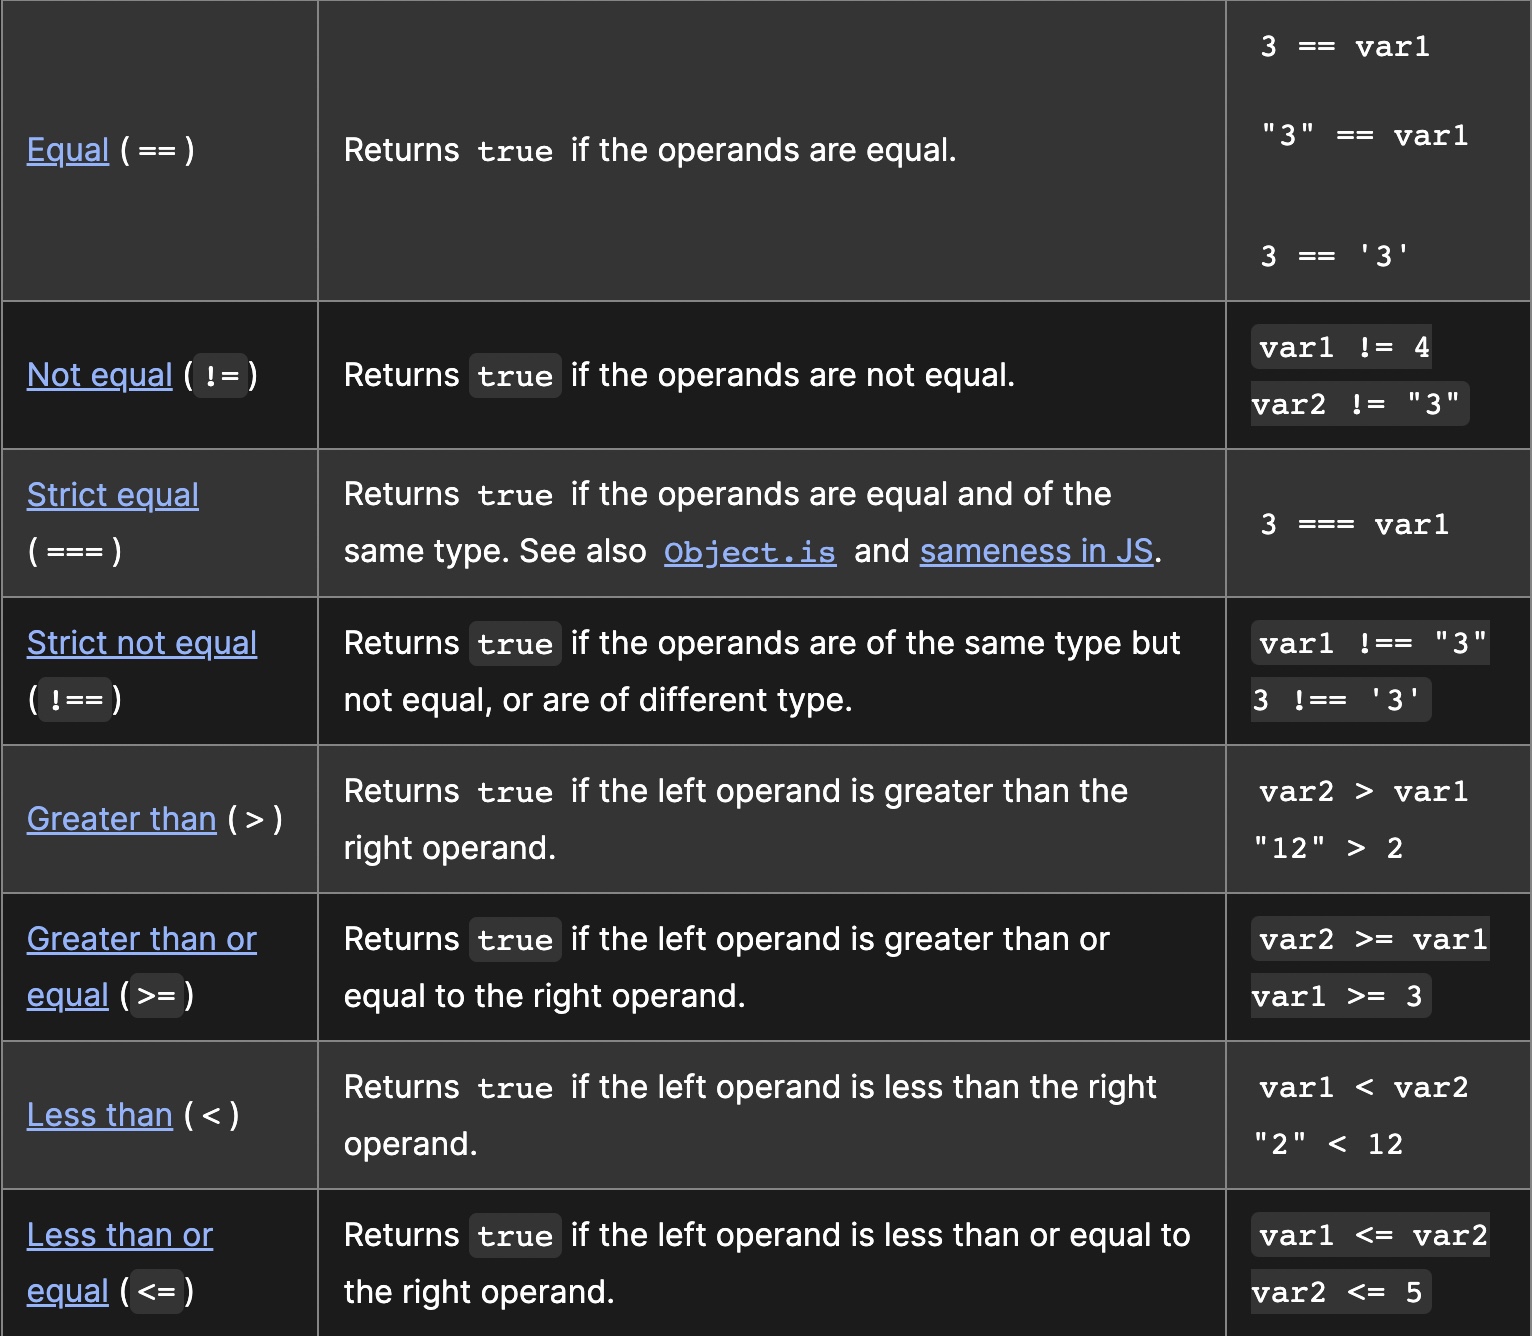 Equal (==)
Returns true if the operands are equal.
3 == var1
"3" == var1
3 == '3'
Not equal (!=)
Returns true if the operands are not equal.
var1 != 4
var2 != "3"
Strict equal
(===)
Returns true if the operands are equal and of the
same type. See also Object.is and sameness in JS.
3 === var1
Strict not equal
(!==)
Returns true if the operands are of the same type but
not equal, or are of different type.
var1 !== "3"
3 !== '3'
Greater than (>)
Returns true if the left operand is greater than the
right operand.
var2 > var1
"12" > 2
Greater than or
equal (>=)
Returns true if the left operand is greater than or
equal to the right operand.
var2 >= var1
var1 >= 3
Less than (<)
Returns true if the left operand is less than the right
operand.
var1 < var2
"2" < 12
Less than or
equal (<=)
Returns true if the left operand is less than or equal to
the right operand.
var1 <= var2
var2 <= 5